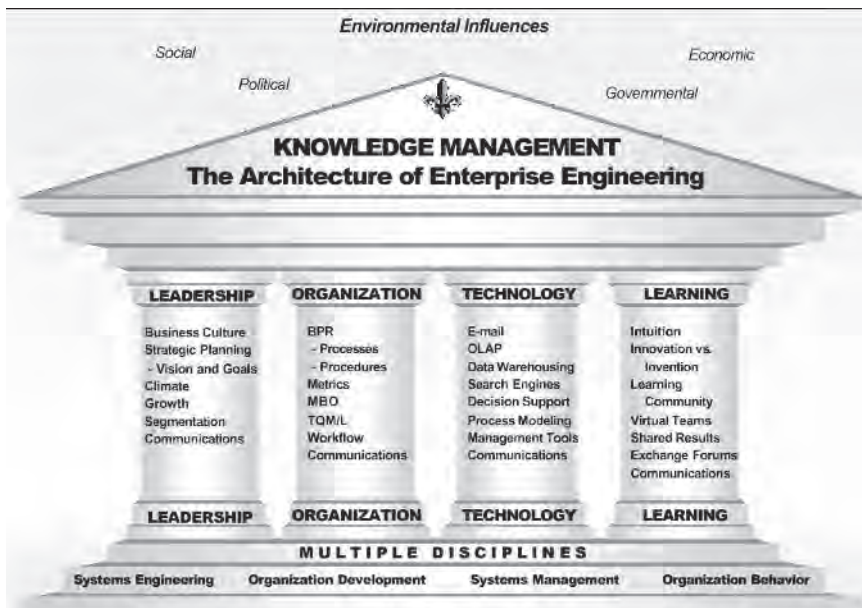 Environmental Influences
Social
Economic
Political
Governmental
KNOWLEDGE MANAGEMENT
The Architecture of Enterprise Engineering
LEADERSHIP
Business Culture
Strategic Planning
- Vision and Goals
Climate
Growth
Segmentation
Communications
LEADERSHIP
ORGANIZATION
BPR
- Processes
- Procedures
Metrics
MBO
TQM/L
Workflow
Communications
ORGANIZATION
TECHNOLOGY
E-mail
OLAP
Data Warehousing
Search Engines
Decision Support
Process Modeling
Management Tools
Communications
TECHNOLOGY
LEARNING
Intuition
Innovation vs.
Invention
Learning
Community
Virtual Teams
Shared Results
Exchange Forums
Communications
LEARNING
MULTIPLE DISCIPLINES
Systems Engineering Organization Development Systems Management Organization Behavior